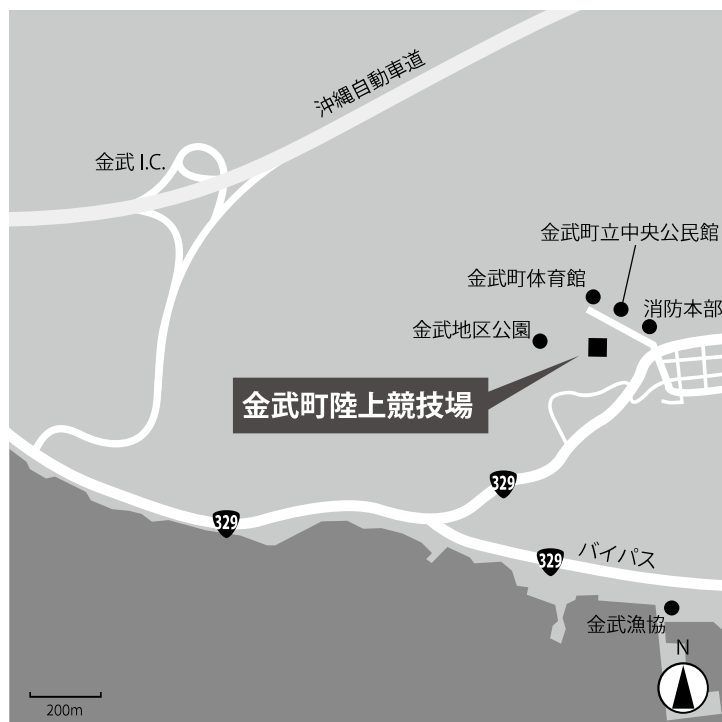 沖縄自動車道
金武 I.C.
金武町立中央公民館
金武町体育館
消防本部
金武地区公園
金武町陸上競技場
329
329
329
バイパス
金武漁協
N
200m